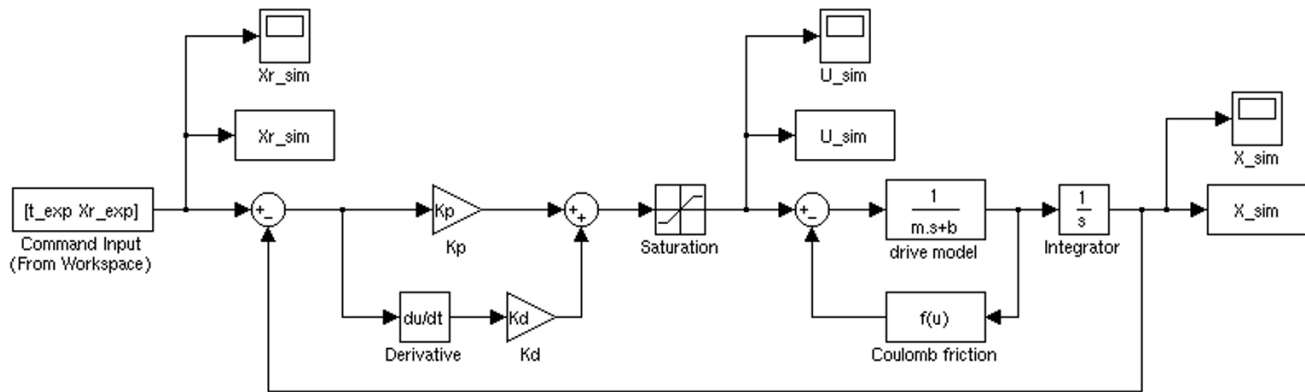 Xr_sim
Xr_sim
U_sim
U_sim
X_sim
X_sim
[t_exp Xr_exp]
Command Input
(From Workspace)
+
-
Kp
Kp
+
+
Saturation
+
-
1
m.s+b
drive model
1
s
Integrator
du/dt
Derivative
Kd
Kd
f(u)
Coulomb friction